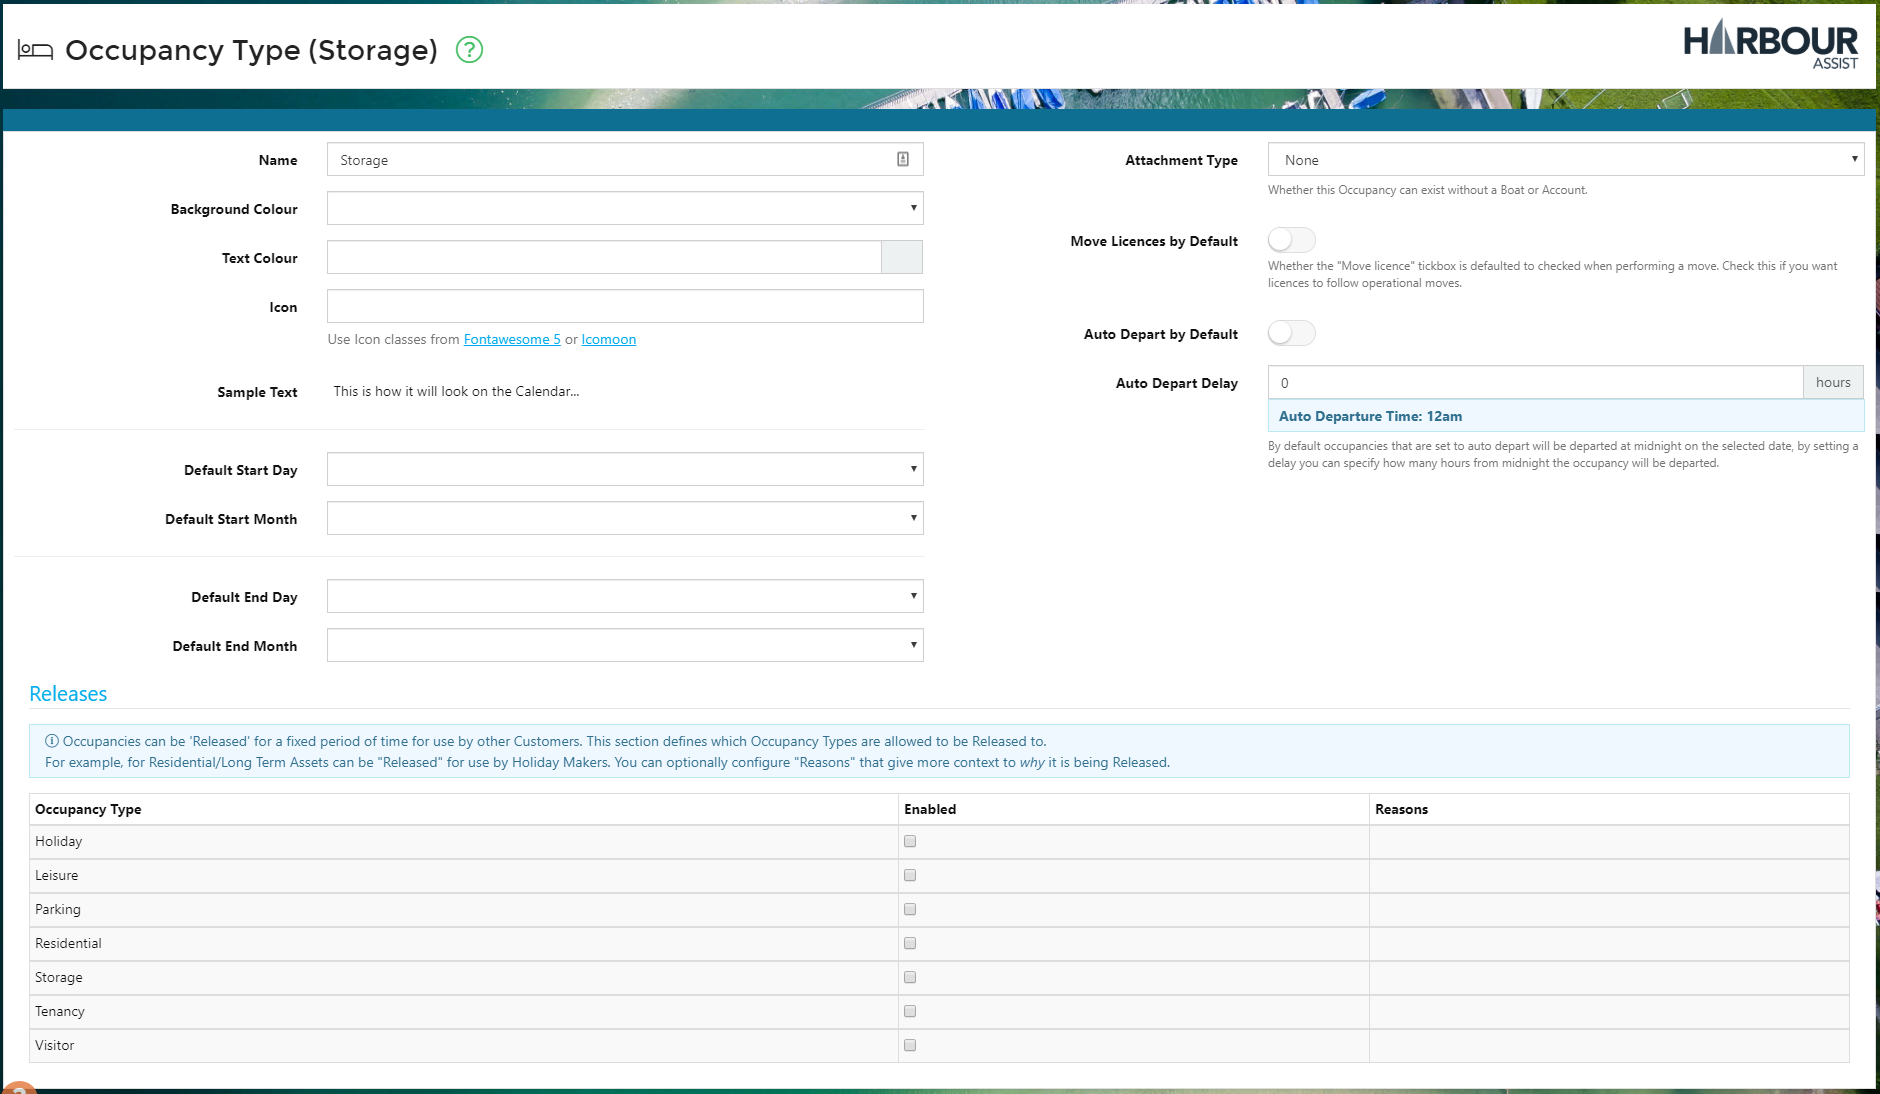 Occupancy Type (Storage) ?
HARBOUR
ASSIST
Name
Storage
Background Colour
Text Colour
Icon
Use Icon classes from Fontawesome 5 or Icomoon
Sample Text
This is how it will look on the Calendar...
Default Start Day
Default Start Month
Default End Day
Default End Month
Attachment Type
None
Whether this Occupancy can exist without a Boat or Account.
Move Licences by Default
Whether the "Move licence" tickbox is defaulted to checked when performing a move. Check this if you want
licences to follow operational moves.
Auto Depart by Default
Auto Depart Delay
0
hours
Auto Departure Time: 12am
By default occupancies that are set to auto depart will be departed at midnight on the selected date, by setting a
delay you can specify how many hours from midnight the occupancy will be departed.
Releases
Occupancies can be 'Released' for a fixed period of time for use by other Customers. This section defines which Occupancy Types are allowed to be Released to.
For example, for Residential/Long Term Assets can be "Released" for use by Holiday Makers. You can optionally configure "Reasons" that give more context to why it is being Released.
Occupancy Type Enabled Reasons
Holiday
Leisure
Parking
Residential
Storage
Tenancy
Visitor